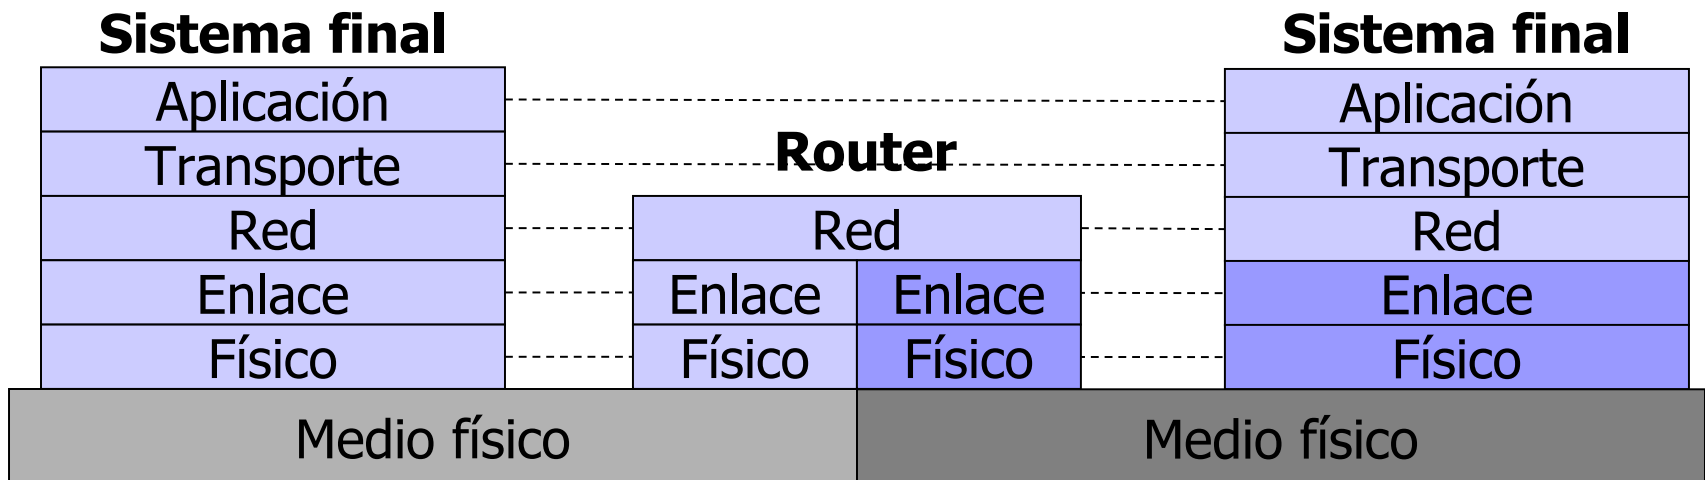 Sistema final
Aplicación
Transporte
Red
Enlace
Físico
Router
Red
Enlace Enlace
Físico Físico
Sistema final
Aplicación
Transporte
Red
Enlace
Físico
Medio físico
Medio físico